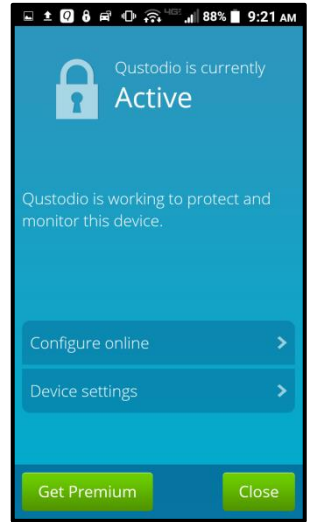 4G 88% 9:21 AM
Qustodio is currently
Active
Qustodio is working to protect and
monitor this device.
Configure online
Device settings
Get Premium
Close